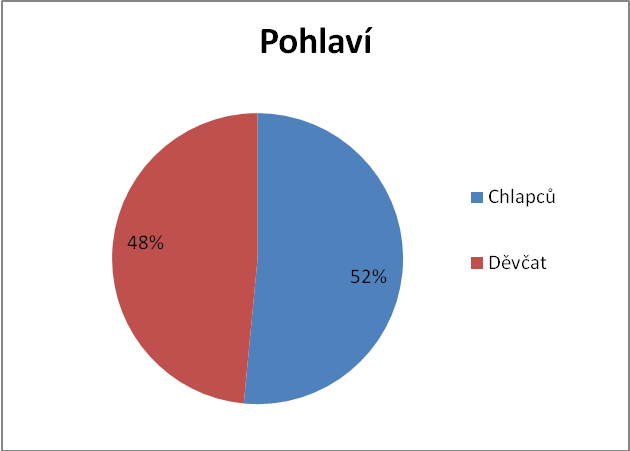 Pohlaví
48%
52%
Chlapců
Děvčat